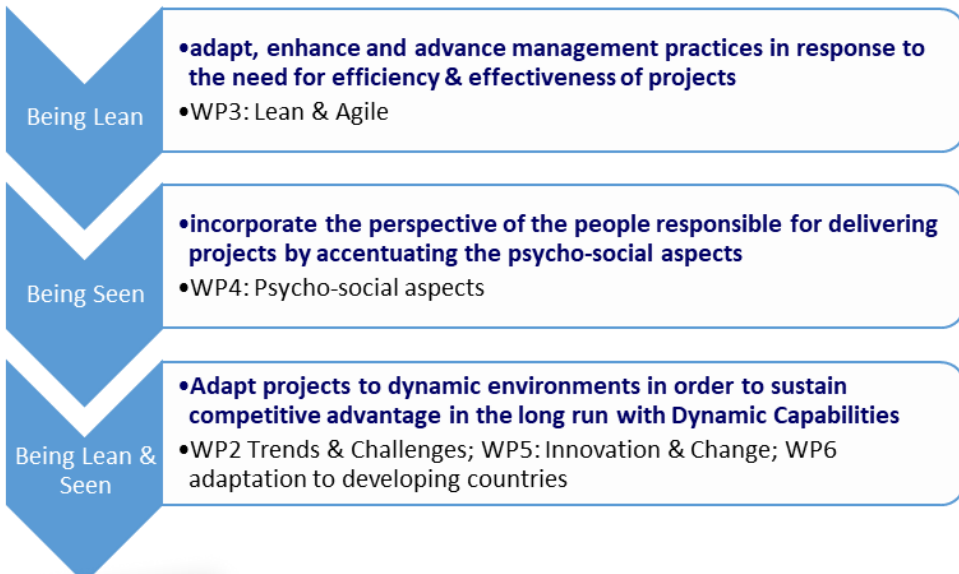 Being Lean
•adapt, enhance and advance management practices in response to
the need for efficiency & effectiveness of projects
•WP3: Lean & Agile
Being Seen
•incorporate the perspective of the people responsible for delivering
projects by accentuating the psycho-social aspects
•WP4: Psycho-social aspects
Being Lean &
Seen
•Adapt projects to dynamic environments in order to sustain
competitive advantage in the long run with Dynamic Capabilities
•WP2 Trends & Challenges; WP5: Innovation & Change; WP6
adaptation to developing countries